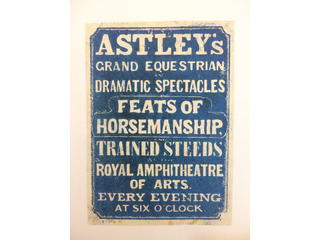 ASTLEY's
GRAND EQUESTRIAN
DRAMATIC SPECTACLES
FEATS OF
HORSEMANSHIP.
TRAINED STEEDS
ROYAL AMPHITHEATRE
OF ARTS.
EVERY EVENING
AT SIX O'CLOCK